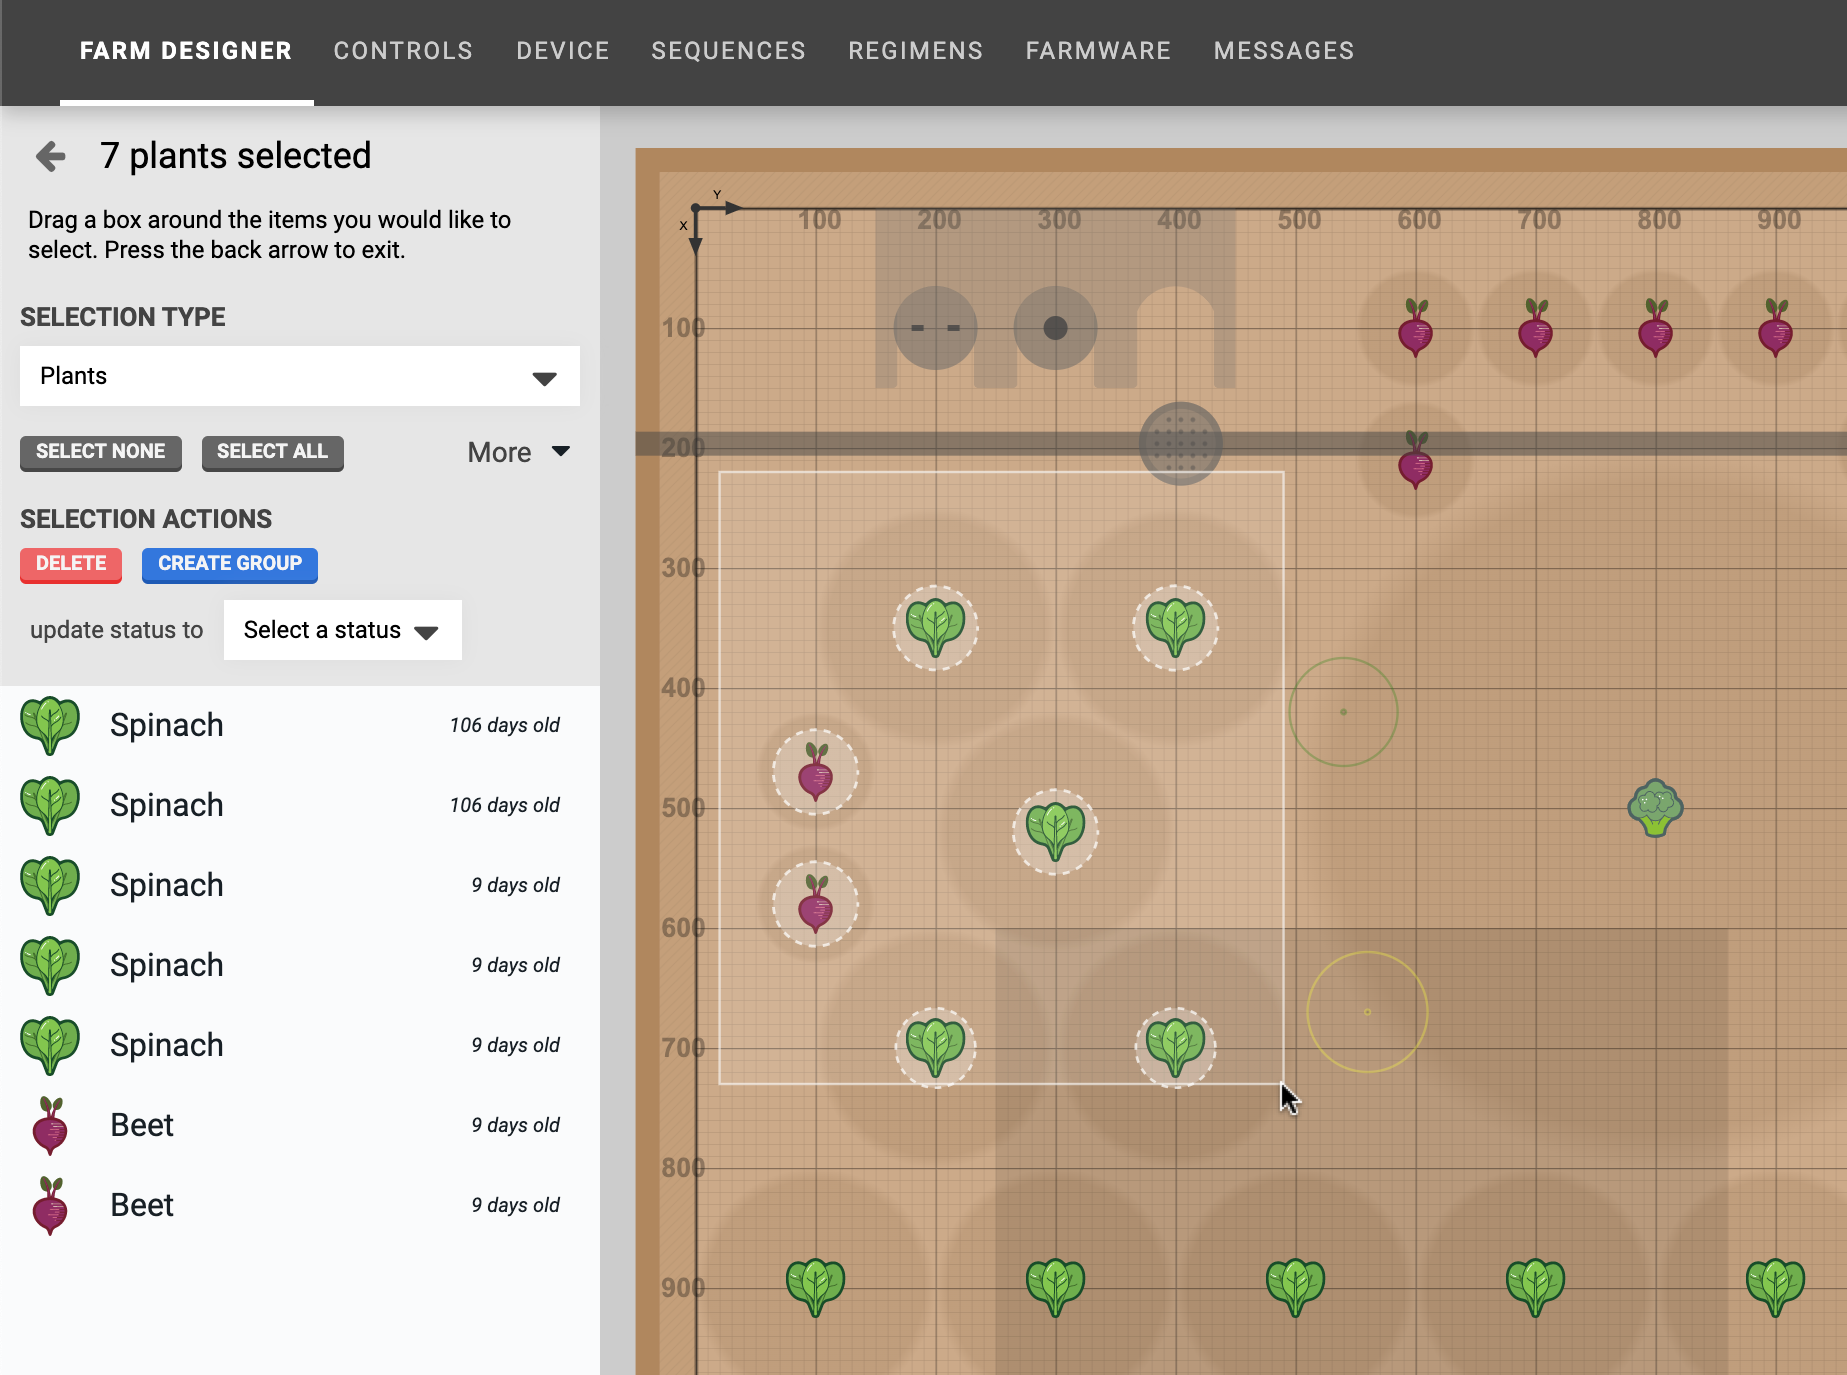 FARM DESIGNER CONTROLS DEVICE SEQUENCES REGIMENS FARMWARE MESSAGES
7 plants selected
Drag a box around the items you would like to
select. Press the back arrow to exit.
SELECTION TYPE
Plants
SELECT NONE SELECT ALL More
SELECTION ACTIONS
DELETE CREATE GROUP
update status to Select a status
Spinach 106 days old
Spinach 106 days old
Spinach 9 days old
Spinach 9 days old
Spinach 9 days old
Beet 9 days old
Beet 9 days old
Y
X
100 200 300 400 500 600 700 800 900
100
200
300
400
500
600
700
800
900